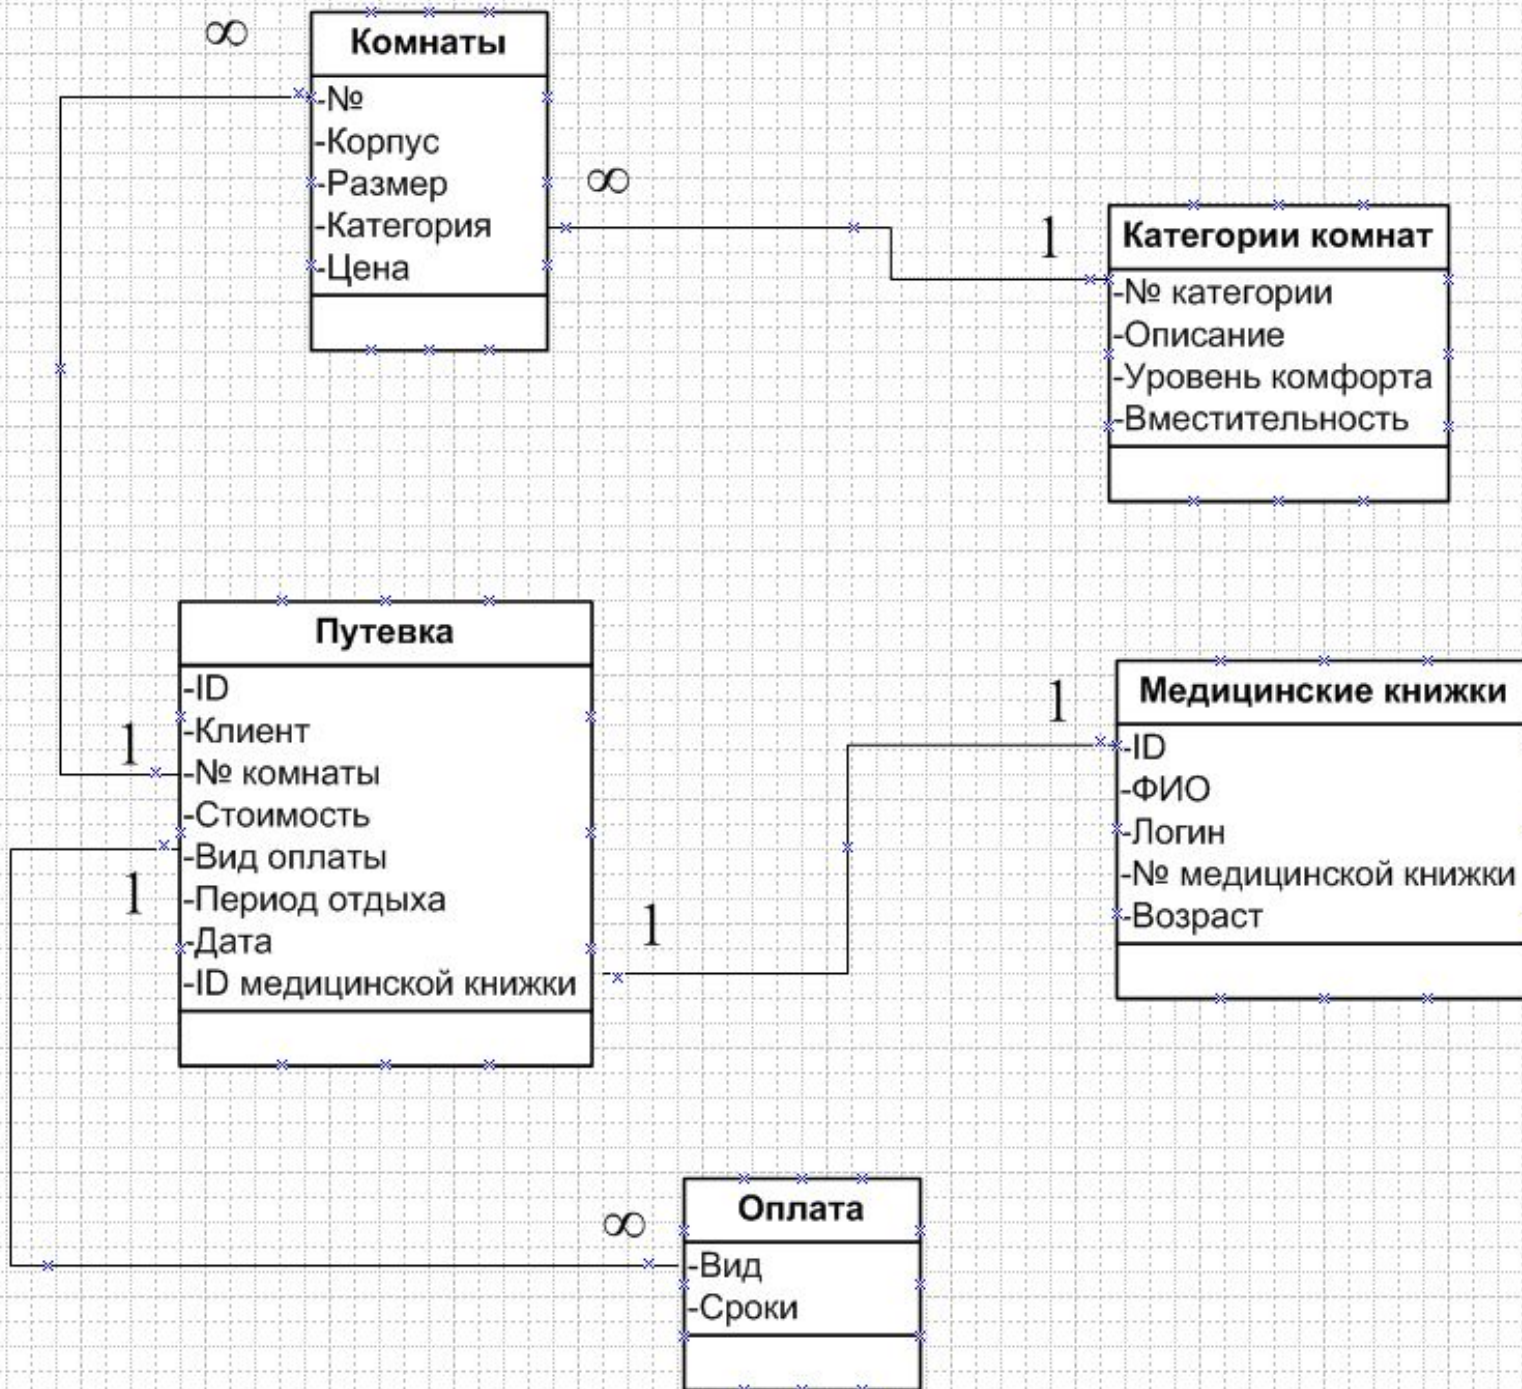 ∞
Комнаты
-№
-Корпус
-Размер
-Категория
-Цена
∞
1
Категории комнат
-№ категории
-Описание
-Уровень комфорта
-Вместительность
Путевка
-ID
-Клиент
-№ комнаты
-Стоимость
-Вид оплаты
-Период отдыха
-Дата
-ID медицинской книжки
1
1
1
1
Медицинские книжки
-ID
-ФИО
-Логин
-№ медицинской книжки
-Возраст
∞
Оплата
-Вид
-Сроки